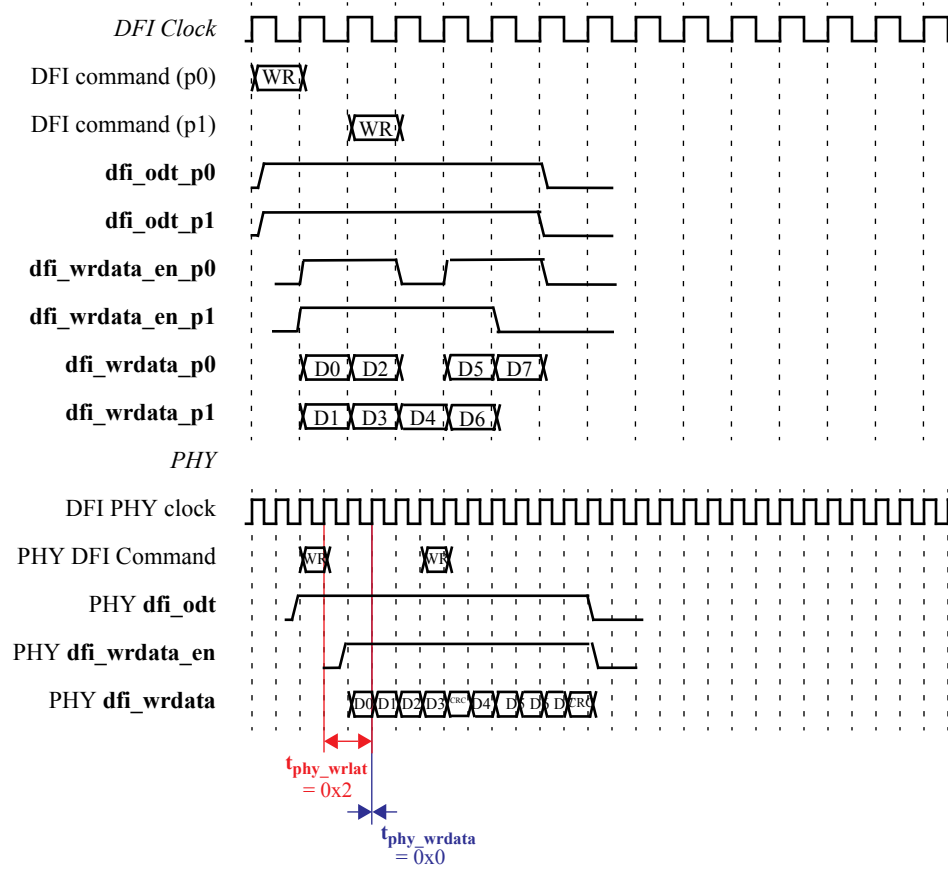 DFI Clock
DFI command (p0) WR
DFI command (p1) WR
dfi_odt_p0
dfi_odt_p1
dfi_wrdata_en_p0
dfi_wrdata_en_p1
dfi_wrdata_p0 D0 D2 D5 D7
dfi_wrdata_p1 D1 D3 D4 D6
PHY
DFI PHY clock
PHY DFI Command WR WR
PHY dfi_odt
PHY dfi_wrdata_en
PHY dfi_wrdata D0 D1 D2 D3 CRC D4 D5 D CRC
tphy_wrlat
= 0x2
tphy_wrdata
= 0x0